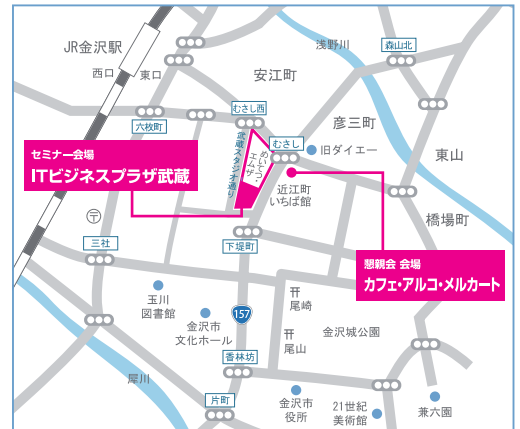 JR金沢駅
西口
東口
安江町
浅野川
森山北
六枚町
むさし西
むさし
彦三町
旧ダイエー
東山
セミナー会場
ITビジネスプラザ武蔵
武蔵スタジオ通り
めいてつ・
エムザ
近江町
いちば館
橋場町
三社
下堤町
懇親会 会場
カフェ・アルコ・メルカート
玉川
図書館
金沢市
文化ホール
157
尾崎
尾山
金沢城公園
香林坊
犀川
片町
金沢市
役所
21世紀
美術館
兼六園